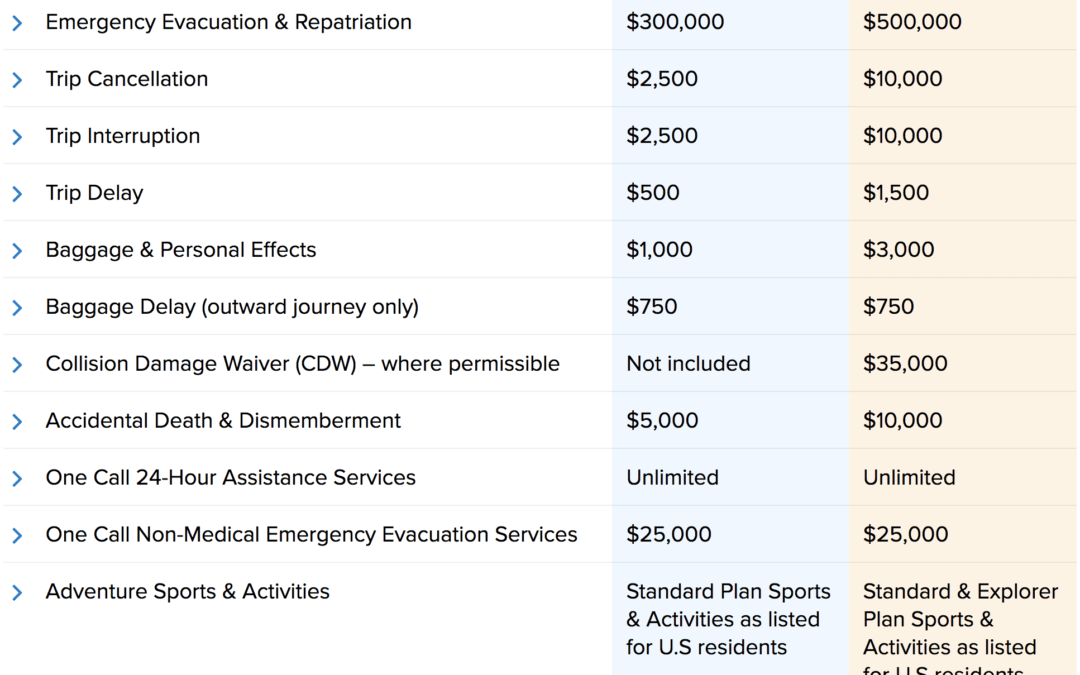 Emergency Evacuation & Repatriation $300,000 $500,000
Trip Cancellation $2,500 $10,000
Trip Interruption $2,500 $10,000
Trip Delay $500 $1,500
Baggage & Personal Effects $1,000 $3,000
Baggage Delay (outward journey only) $750 $750
Collision Damage Waiver (CDW) – where permissible Not included $35,000
Accidental Death & Dismemberment $5,000 $10,000
One Call 24-Hour Assistance Services Unlimited Unlimited
One Call Non-Medical Emergency Evacuation Services $25,000 $25,000
Adventure Sports & Activities Standard Plan Sports Standard & Explorer
& Activities as listed Plan Sports &
for U.S residents Activities as listed
for U.S residents